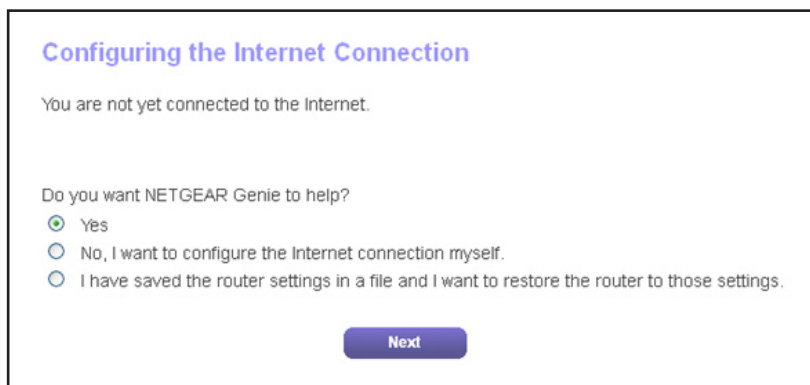 Configuring the Internet Connection
You are not yet connected to the Internet.
Do you want NETGEAR Genie to help?
Yes
No, I want to configure the Internet connection myself.
I have saved the router settings in a file and I want to restore the router to those settings.
Next